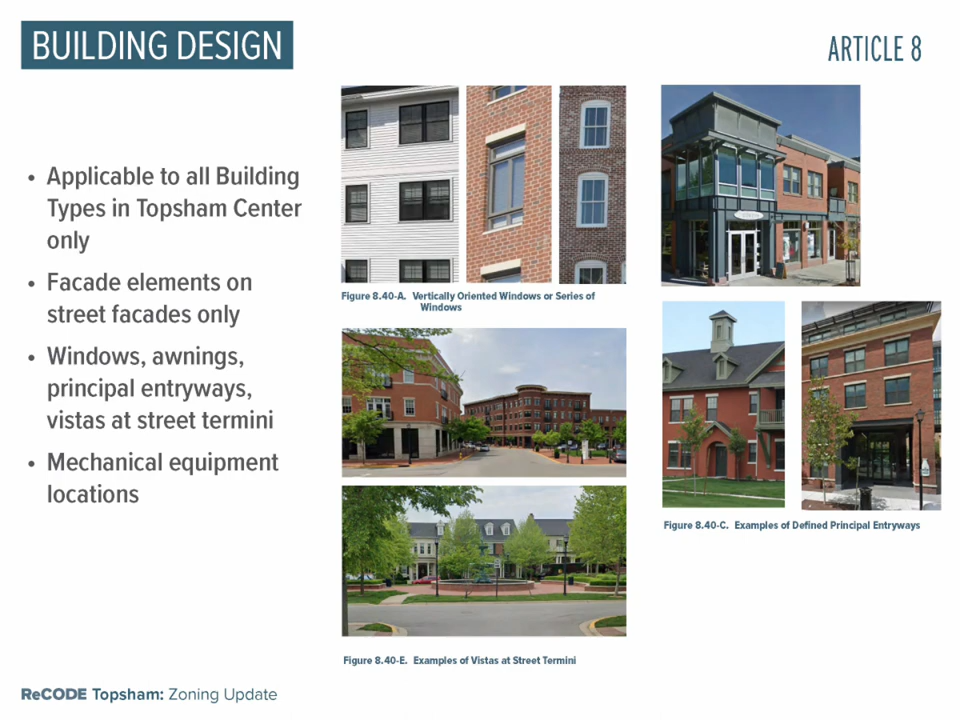 BUILDING DESIGN
ARTICLE 8
• Applicable to all Building
Types in Topsham Center
only
• Facade elements on
street facades only
• Windows, awnings,
principal entryways,
vistas at street termini
• Mechanical equipment
locations
Figure 8.40-A. Vertically Oriented Windows or Series of
Windows
Figure 8.40-C. Examples of Defined Principal Entryways
Figure 8.40-E. Examples of Vistas at Street Termini
ReCODE Topsham: Zoning Update